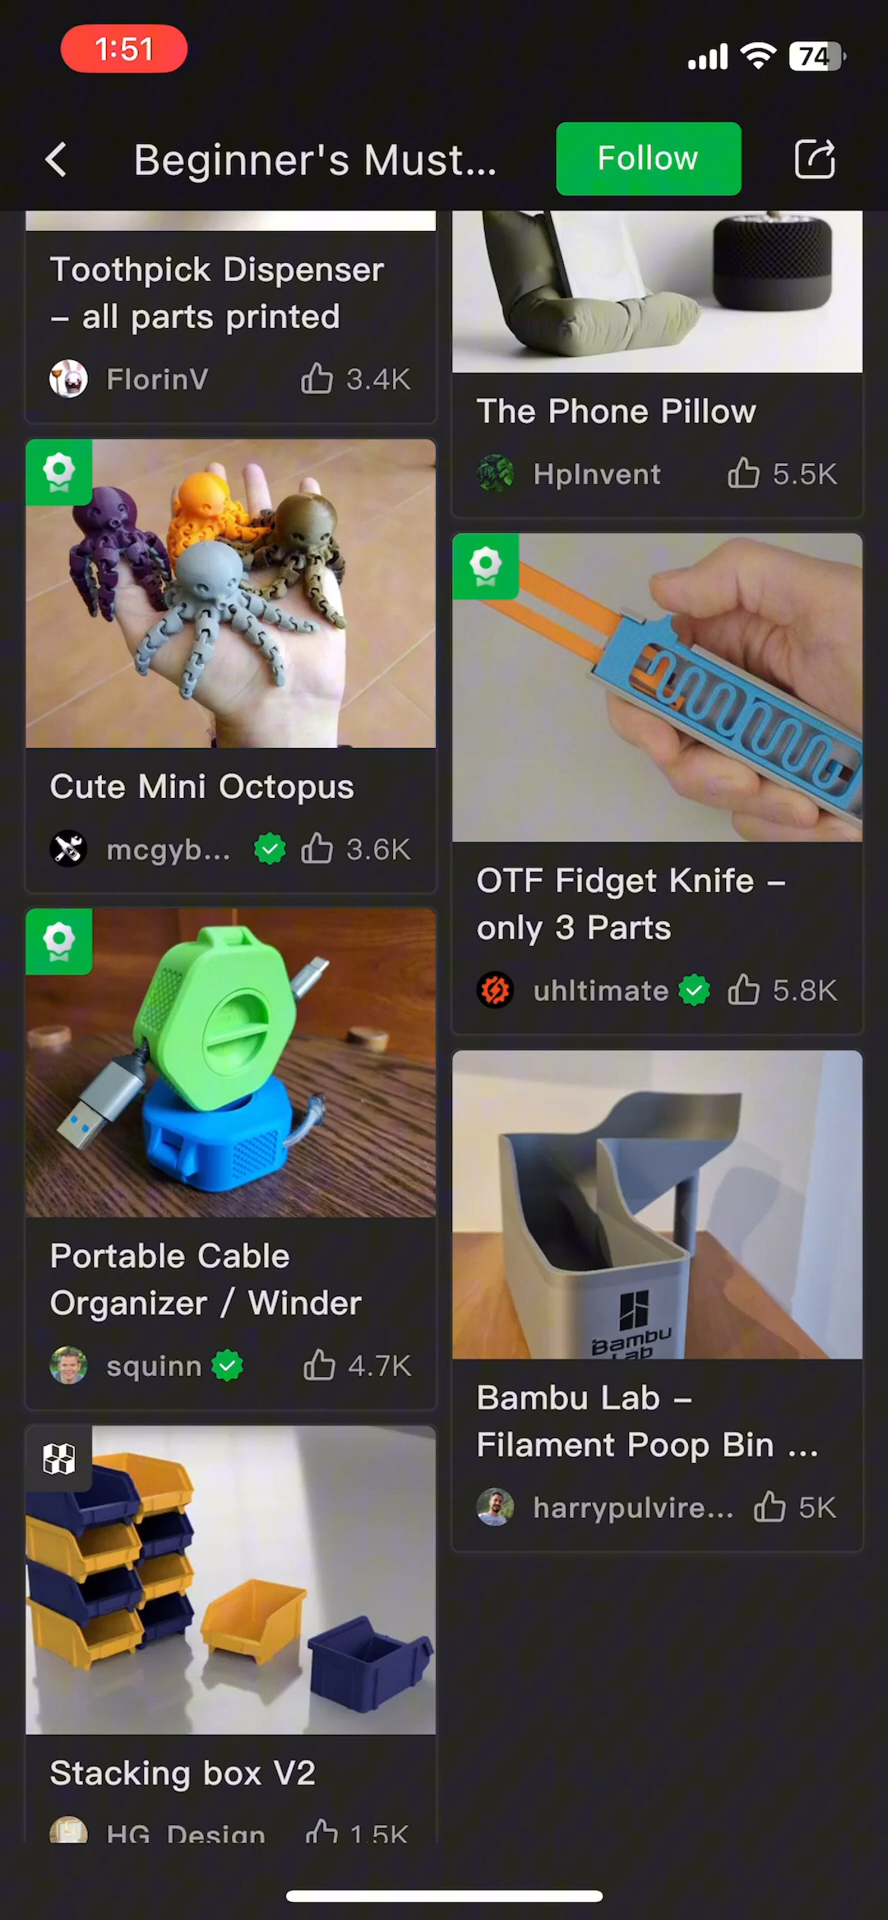 1:51
74
Beginner's Must...
Follow
Toothpick Dispenser
– all parts printed
FlorinV 3.4K
The Phone Pillow
HpInvent 5.5K
Cute Mini Octopus
mcgyb... 3.6K
OTF Fidget Knife –
only 3 Parts
uhltimate 5.8K
Portable Cable
Organizer / Winder
squinn 4.7K
Bambu
Lab
Bambu Lab –
Filament Poop Bin ...
harrypulvire... 5K
Stacking box V2
HG Design 1.5K